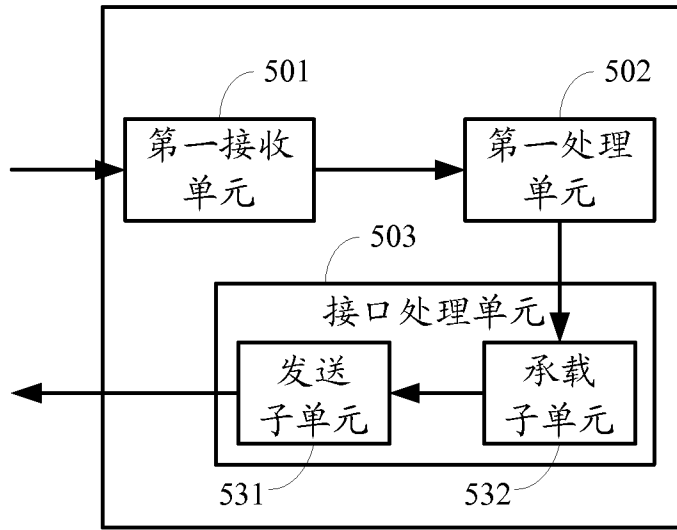 501
502
第一接收
单元
第一处理
单元
503
接口处理单元
发送
子单元
承载
子单元
531
532